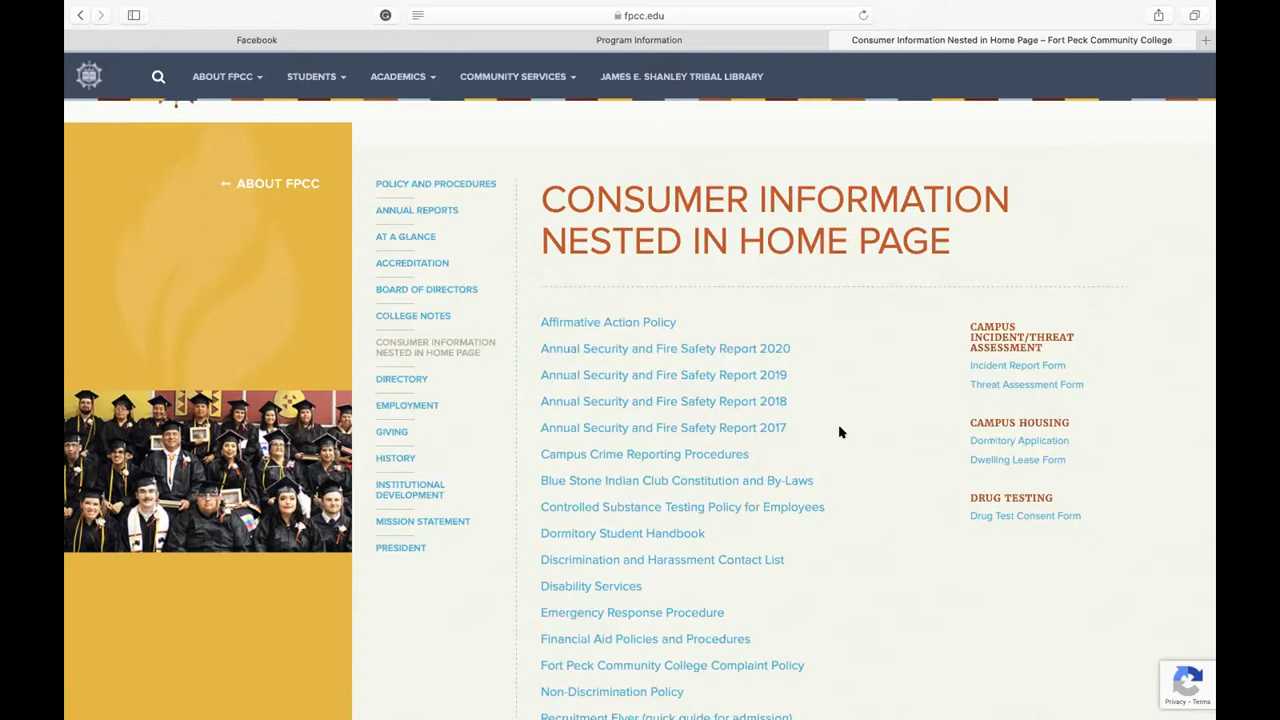 fpcc.edu
Facebook
Program Information
Consumer Information Nested in Home Page – Fort Peck Community College
ABOUT FPCC
STUDENTS
ACADEMICS
COMMUNITY SERVICES
JAMES E. SHANLEY TRIBAL LIBRARY
← ABOUT FPCC
POLICY AND PROCEDURES
ANNUAL REPORTS
AT A GLANCE
ACCREDITATION
BOARD OF DIRECTORS
COLLEGE NOTES
CONSUMER INFORMATION
NESTED IN HOME PAGE
DIRECTORY
EMPLOYMENT
GIVING
HISTORY
INSTITUTIONAL
DEVELOPMENT
MISSION STATEMENT
PRESIDENT
CONSUMER INFORMATION
NESTED IN HOME PAGE
Affirmative Action Policy
Annual Security and Fire Safety Report 2020
Annual Security and Fire Safety Report 2019
Annual Security and Fire Safety Report 2018
Annual Security and Fire Safety Report 2017
Campus Crime Reporting Procedures
Blue Stone Indian Club Constitution and By-Laws
Controlled Substance Testing Policy for Employees
Dormitory Student Handbook
Discrimination and Harassment Contact List
Disability Services
Emergency Response Procedure
Financial Aid Policies and Procedures
Fort Peck Community College Complaint Policy
Non-Discrimination Policy
Recruitment Flyer (quick guide for admission)
CAMPUS
INCIDENT/THREAT
ASSESSMENT
Incident Report Form
Threat Assessment Form
CAMPUS HOUSING
Dormitory Application
Dwelling Lease Form
DRUG TESTING
Drug Test Consent Form
Privacy - Terms